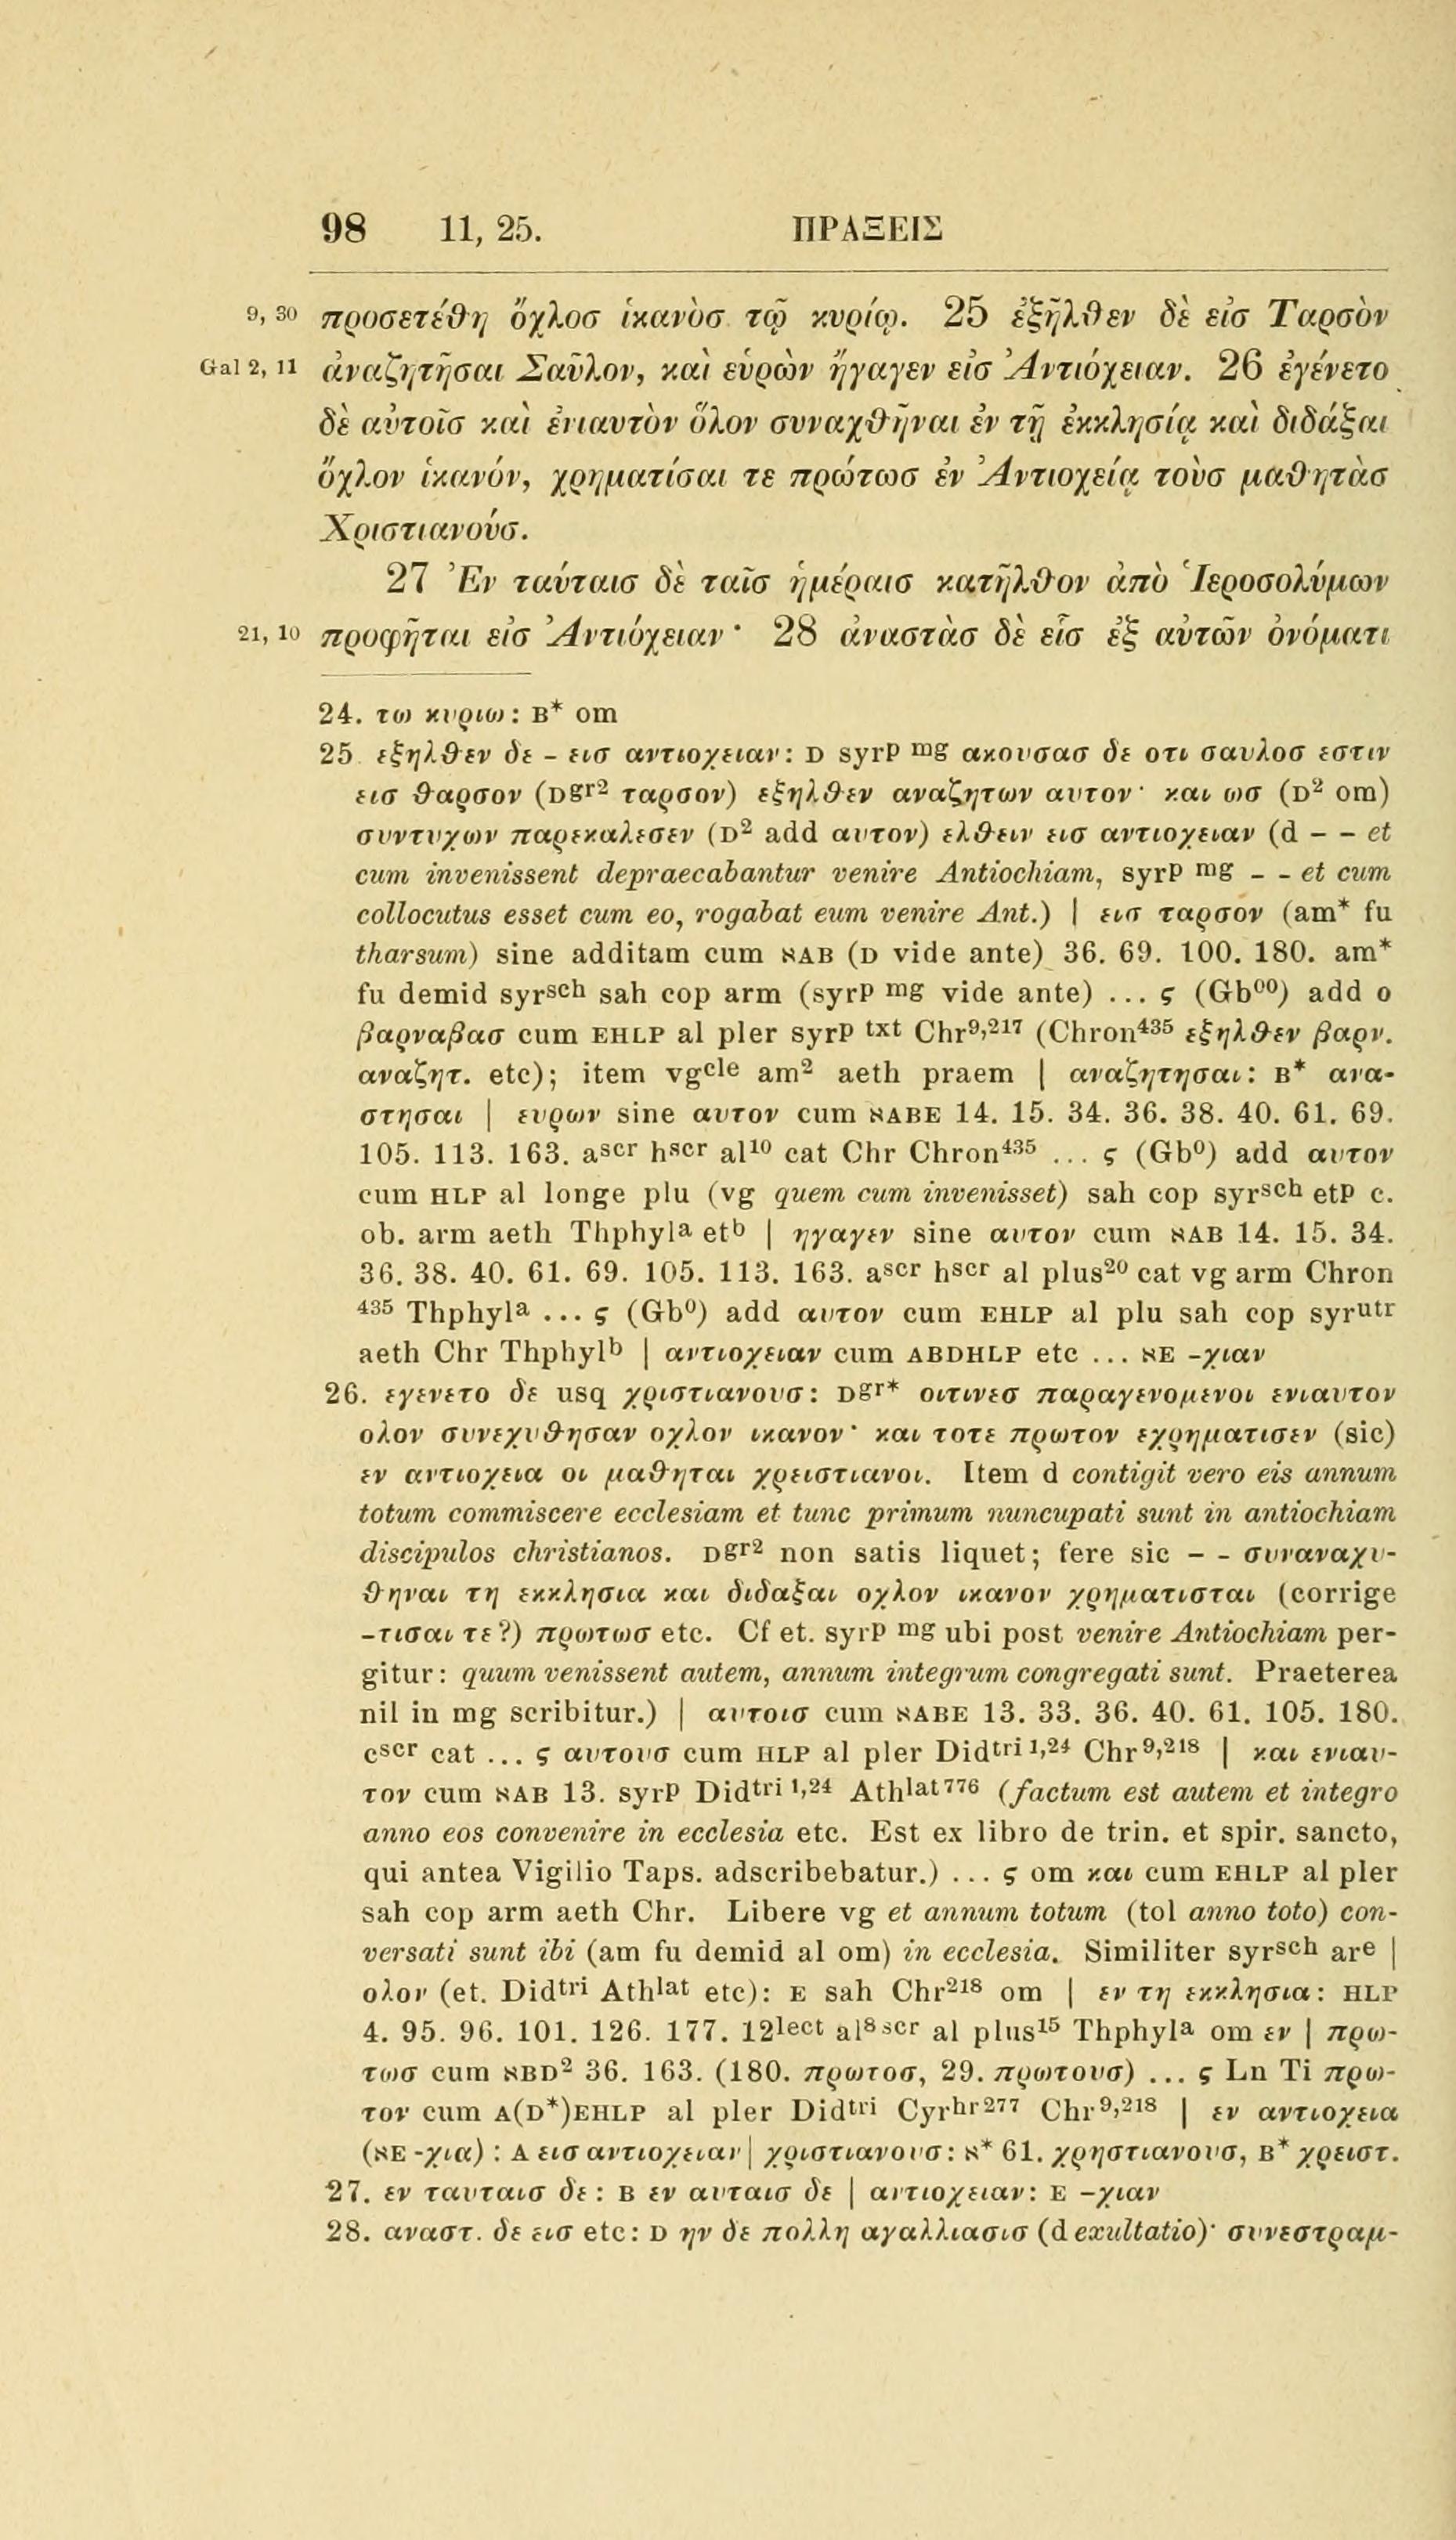 98 11, 25. ΠΡΑΞΕΙΣ
9, 30 προσετέθη ὄχλοσ ἱκανὸσ τῷ κυρίῳ. 25 ἐξῆλθεν δὲ εἰσ Ταρσὸν
Gal 2, 11 ἀναζητῆσαι Σαῦλον, καὶ εὑρὼν ἤγαγεν εἰσ Ἀντιόχειαν. 26 ἐγένετο
δὲ αὐτοῖσ καὶ ἐνιαυτὸν ὅλον συναχθῆναι ἐν τῇ ἐκκλησίᾳ καὶ διδάξαι
ὄχλον ἱκανόν, χρηματίσαι τε πρώτωσ ἐν Ἀντιοχείᾳ τοὺσ μαθητὰσ
Χριστιανούσ.
27 Ἐν ταύταισ δὲ ταῖσ ἡμέραισ κατῆλθον ἀπὸ Ἱεροσολύμων
21, 10 προφῆται εἰσ Ἀντιόχειαν· 28 ἀναστὰσ δὲ εἷσ ἐξ αὐτῶν ὀνόματι
24. τω κυριω: B* om
25 εξηλθεν δε – εισ αντιοχειαν: D syrᵖ ᵐᵍ ακουσασ δε οτι σαυλοσ εστιν
εισ θαρσον (Dᵍʳ² ταρσον) εξηλθεν αναζητων αυτον· και ωσ (D² om)
συντυχων παρεκαλεσεν (D² add αυτον) ελθειν εισ αντιοχειαν (d – – et
cum invenissent depraecabantur venire Antiochiam, syrᵖ ᵐᵍ – – et cum
collocutus esset cum eo, rogabat eum venire Ant.) | εισ ταρσον (am* fu
tharsum) sine additam cum ℵAB (D vide ante) 36. 69. 100. 180. am*
fu demid syrˢᶜʰ sah cop arm (syrᵖ ᵐᵍ vide ante) ... ς (Gb⁰⁰) add ο
βαρναβασ cum EHLP al pler syrᵖ ᵗˣᵗ Chr⁹,²¹⁷ (Chron⁴³⁵ εξηλθεν βαρν.
αναζητ. etc); item vgᶜˡᵉ am² aeth praem | αναζητησαι: B* ανα-
στησαι | ευρων sine αυτον cum ℵABE 14. 15. 34. 36. 38. 40. 61. 69.
105. 113. 163. aˢᶜʳ hˢᶜʳ al¹⁰ cat Chr Chron⁴³⁵ ... ς (Gb⁰) add αυτον
cum HLP al longe plu (vg quem cum invenisset) sah cop syrˢᶜʰ etᵖ c.
ob. arm aeth Thphylᵃ etᵇ | ηγαγεν sine αυτον cum ℵAB 14. 15. 34.
36. 38. 40. 61. 69. 105. 113. 163. aˢᶜʳ hˢᶜʳ al plus²⁰ cat vg arm Chron
⁴³⁵ Thphylᵃ ... ς (Gb⁰) add αυτον cum EHLP al plu sah cop syrᵘᵗʳ
aeth Chr Thphylᵇ | αντιοχειαν cum ABDHLP etc ... ℵE -χιαν
26. εγενετο δε usq χριστιανουσ: Dᵍʳ* οιτινεσ παραγενομενοι ενιαυτον
ολον συνεχυθησαν οχλον ικανον· και τοτε πρωτον εχρηματισεν (sic)
εν αντιοχεια οι μαθηται χρειστιανοι. Item d contigit vero eis annum
totum commiscere ecclesiam et tunc primum nuncupati sunt in antiochiam
discipulos christianos. Dᵍʳ² non satis liquet; fere sic – – συναναχυ-
θηναι τη εκκλησια και διδαξαι οχλον ικανον χρηματισται (corrige
-τισαι τε?) πρωτωσ etc. Cf et. syrᵖ ᵐᵍ ubi post venire Antiochiam per-
gitur: quum venissent autem, annum integrum congregati sunt. Praeterea
nil in mg scribitur.) | αυτοισ cum ℵABE 13. 33. 36. 40. 61. 105. 180.
cˢᶜʳ cat ... ς αυτουσ cum HLP al pler Didᵗʳⁱ ¹,²⁴ Chr⁹,²¹⁸ | και ενιαυ-
τον cum ℵAB 13. syrᵖ Didᵗʳⁱ ¹,²⁴ Athˡᵃᵗ ⁷⁷⁶ (factum est autem et integro
anno eos convenire in ecclesia etc. Est ex libro de trin. et spir. sancto,
qui antea Vigilio Taps. adscribebatur.) ... ς om και cum EHLP al pler
sah cop arm aeth Chr. Libere vg et annum totum (tol anno toto) con-
versati sunt ibi (am fu demid al om) in ecclesia. Similiter syrˢᶜʰ arᵉ |
ολον (et. Didᵗʳⁱ Athˡᵃᵗ etc): E sah Chr²¹⁸ om | εν τη εκκλησια: HLP
4. 95. 96. 101. 126. 177. 12ˡᵉᶜᵗ al⁸ ˢᶜʳ al plus¹⁵ Thphylᵃ om εν | πρω-
τωσ cum ℵBD² 36. 163. (180. πρωτοσ, 29. πρωτουσ) ... ς Ln Ti πρω-
τον cum A(D*)EHLP al pler Didᵗʳⁱ Cyrʰʳ²⁷⁷ Chr⁹,²¹⁸ | εν αντιοχεια
(ℵE -χια): A εισ αντιοχειαν | χριστιανουσ: ℵ* 61. χρηστιανουσ, B* χρειστ.
27. εν ταυταισ δε: B εν αυταισ δε | αντιοχειαν: E -χιαν
28. αναστ. δε εισ etc: D ην δε πολλη αγαλλιασισ (d exultatio)· συνεστραμ-